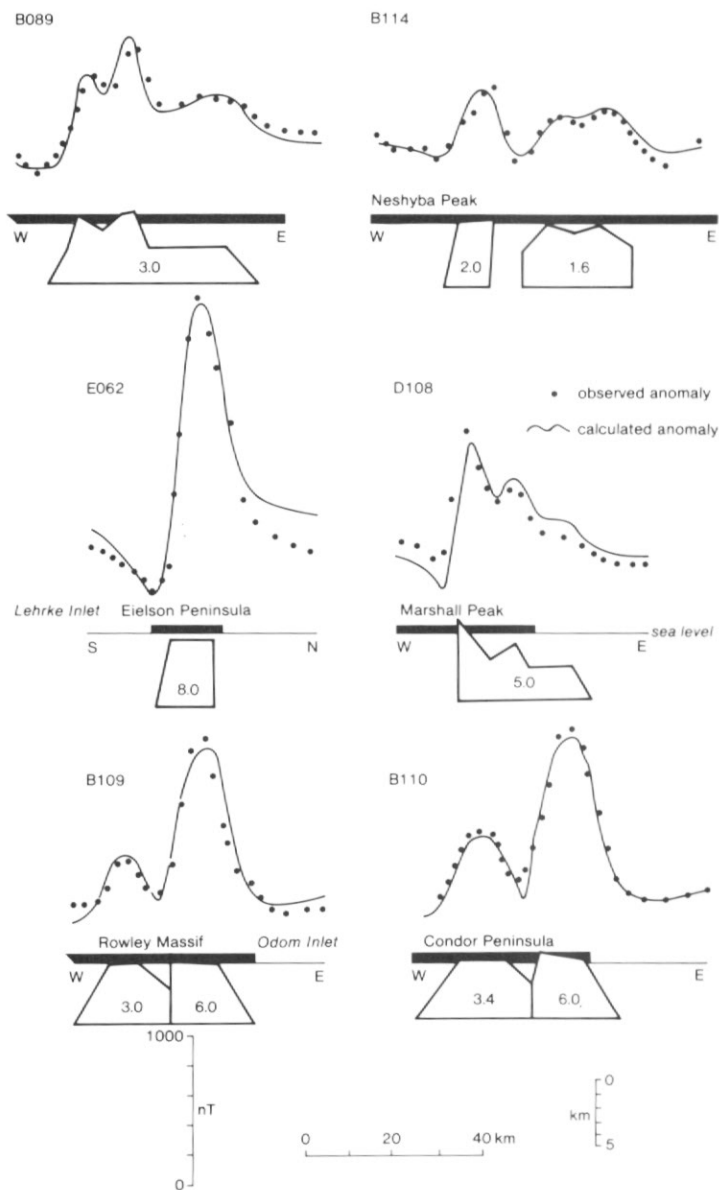 B089
B114
Neshyba Peak
W E
W E
3.0
2.0 1.6
E062
D108
observed anomaly
calculated anomaly
Lehrke Inlet Eielson Peninsula
S N
8.0
Marshall Peak
sea level
W E
5.0
B109
B110
Rowley Massif Odom Inlet
W E
3.0 6.0
Condor Peninsula
W E
3.4 6.0
1000
nT
0
0 20 40 km
0
km
5